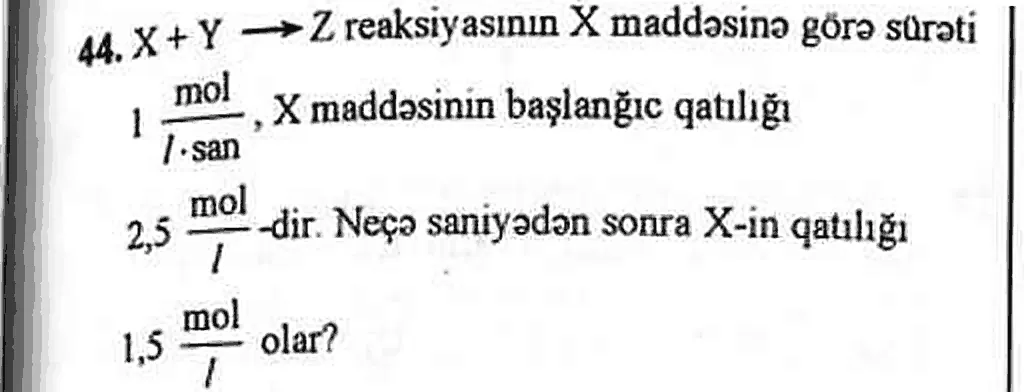 44. X + Y → Z reaksiyasının X maddəsinə görə sürəti
1 mol/l·san, X maddəsinin başlanğıc qatılığı
2,5 mol/l-dir. Neçə saniyədən sonra X-in qatılığı
1,5 mol/l olar?